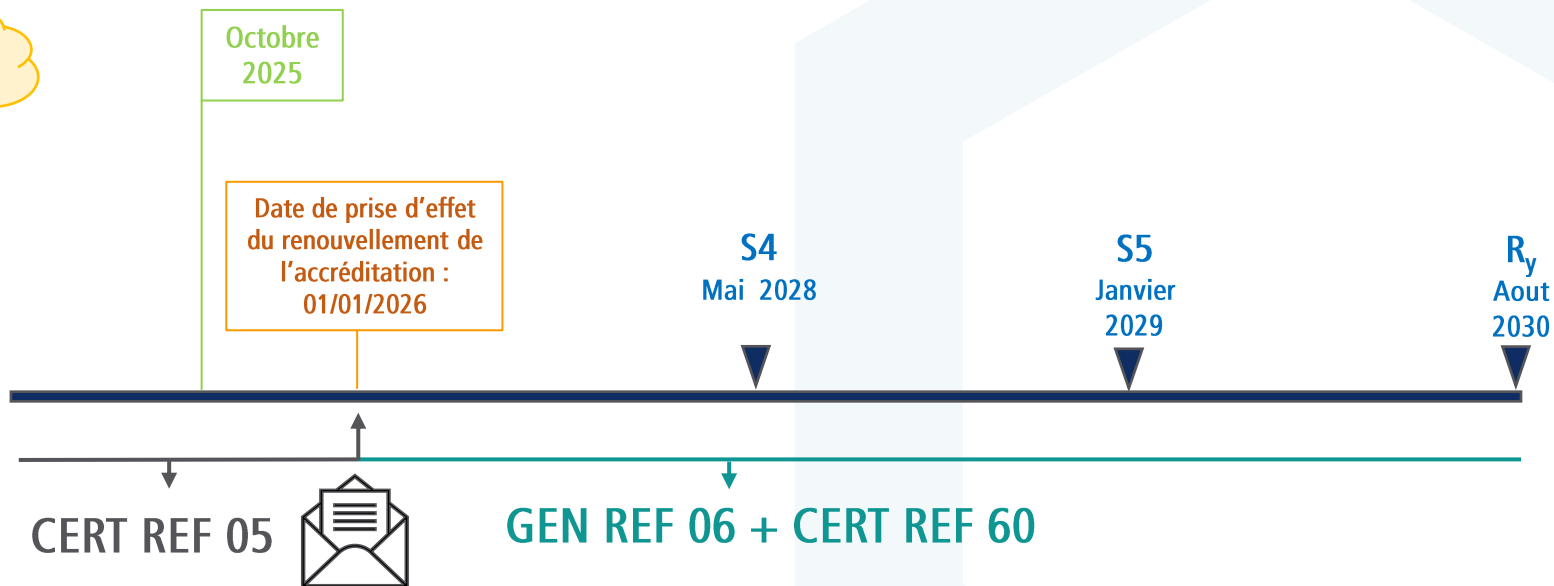 Octobre
2025
Date de prise d’effet
du renouvellement de
l’accréditation :
01/01/2026
S4
Mai 2028
S5
Janvier
2029
Ry
Aout
2030
CERT REF 05
GEN REF 06 + CERT REF 60